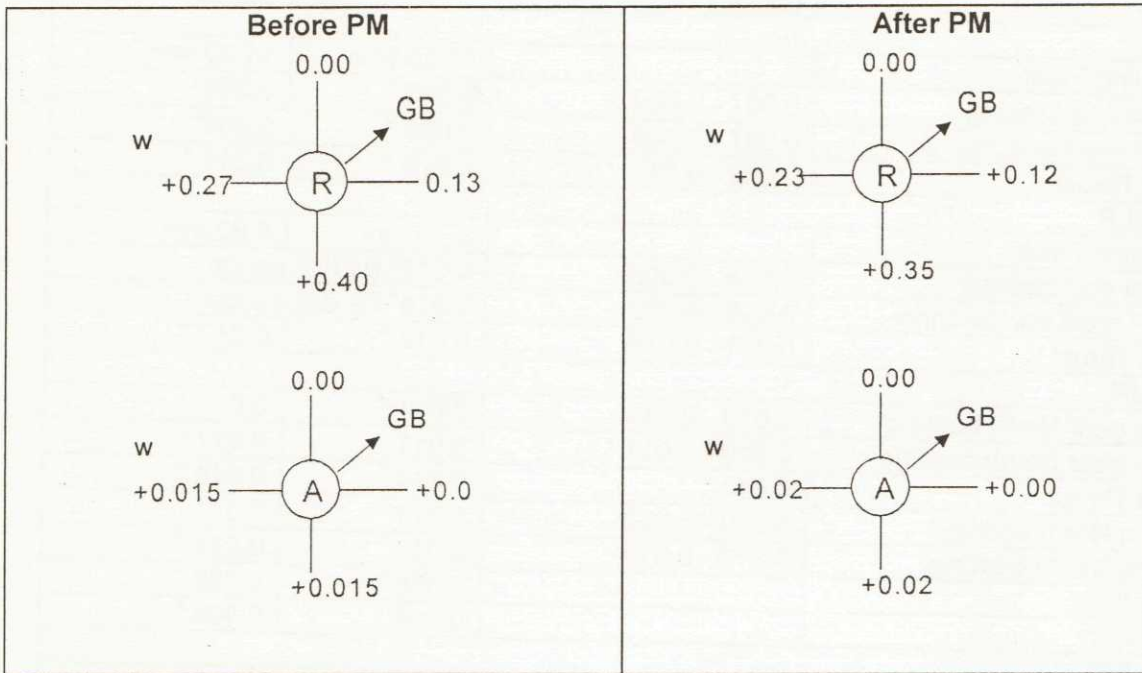 Before PM
0.00
GB
w
+0.27
R
0.13
+0.40
0.00
GB
w
+0.015
A
+0.0
+0.015
After PM
0.00
GB
w
+0.23
R
+0.12
+0.35
0.00
GB
w
+0.02
A
+0.00
+0.02